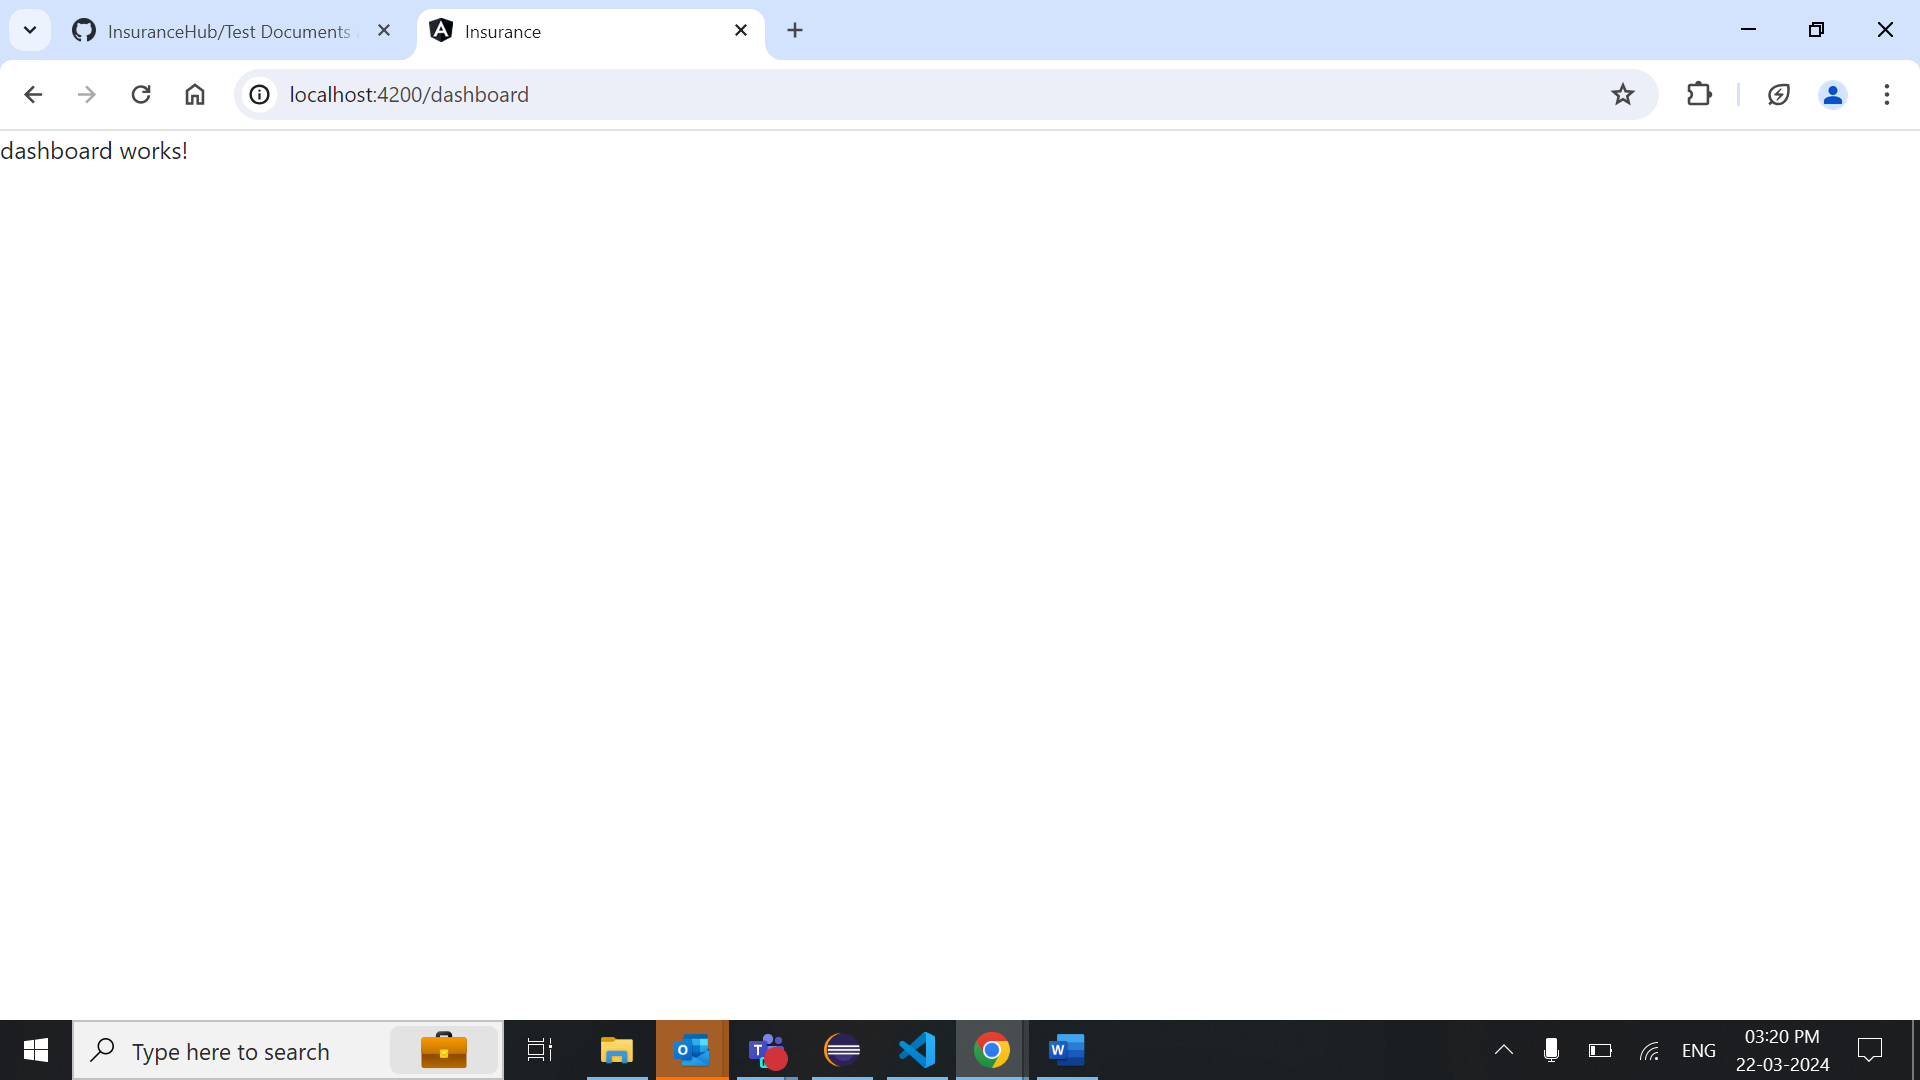 InsuranceHub/Test Documents
Insurance
localhost:4200/dashboard
dashboard works!
Type here to search
ENG
03:20 PM
22-03-2024